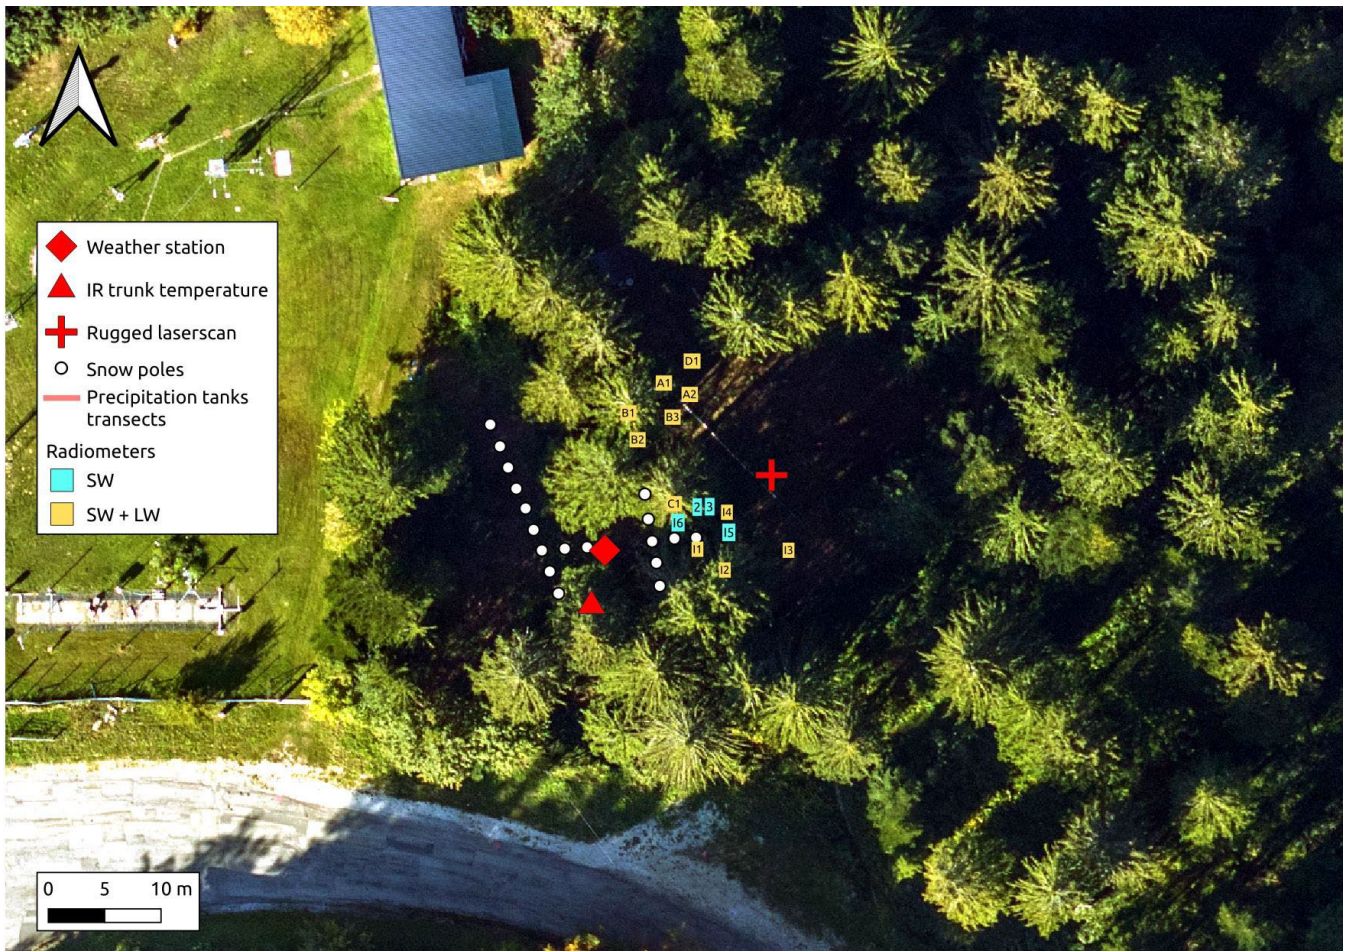 Weather station
IR trunk temperature
Rugged laserscan
Snow poles
Precipitation tanks
transects
Radiometers
SW
SW + LW
D1
A1
A2
B1
B3
B2
C1
2
3
I4
I6
I5
I1
I3
I2
0 5 10 m